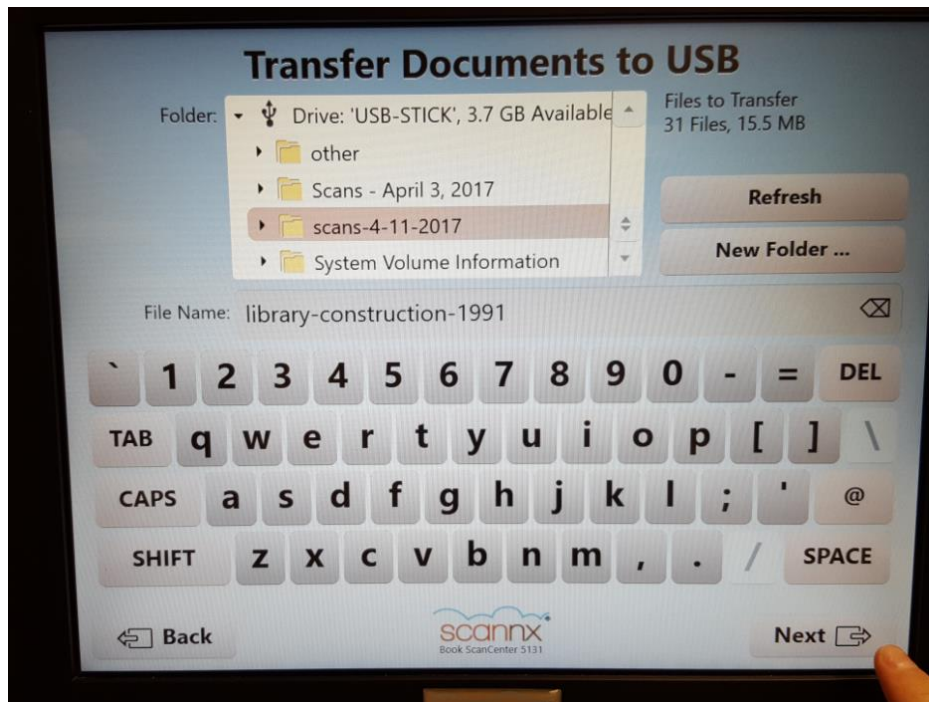 Transfer Documents to USB
Folder:
Drive: 'USB-STICK', 3.7 GB Available
other
Scans - April 3, 2017
scans-4-11-2017
System Volume Information
Files to Transfer
31 Files, 15.5 MB
Refresh
New Folder ...
File Name: library-construction-1991
` 1 2 3 4 5 6 7 8 9 0 - = DEL
TAB q w e r t y u i o p [ ] \
CAPS a s d f g h j k l ; ' @
SHIFT z x c v b n m , . / SPACE
Back
scannx
Book ScanCenter 5131
Next